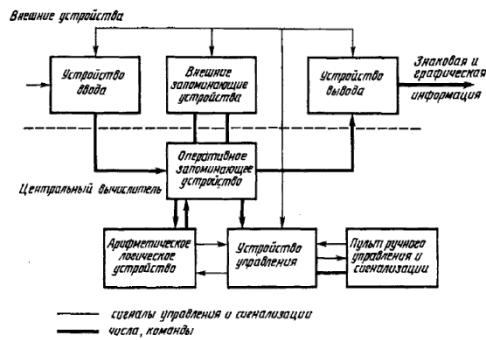 Внешние устройства
Устройство
ввода
Внешние
запоминающие
устройства
Устройство
вывода
Знаковая и
графическая
информация
Оперативное
запоминающее
устройство
Центральный вычислитель
Арифметическое
логическое
устройство
Устройство
управления
Пульт ручного
управления и
сигнализации
сигналы управления и сигнализации
числа, команды